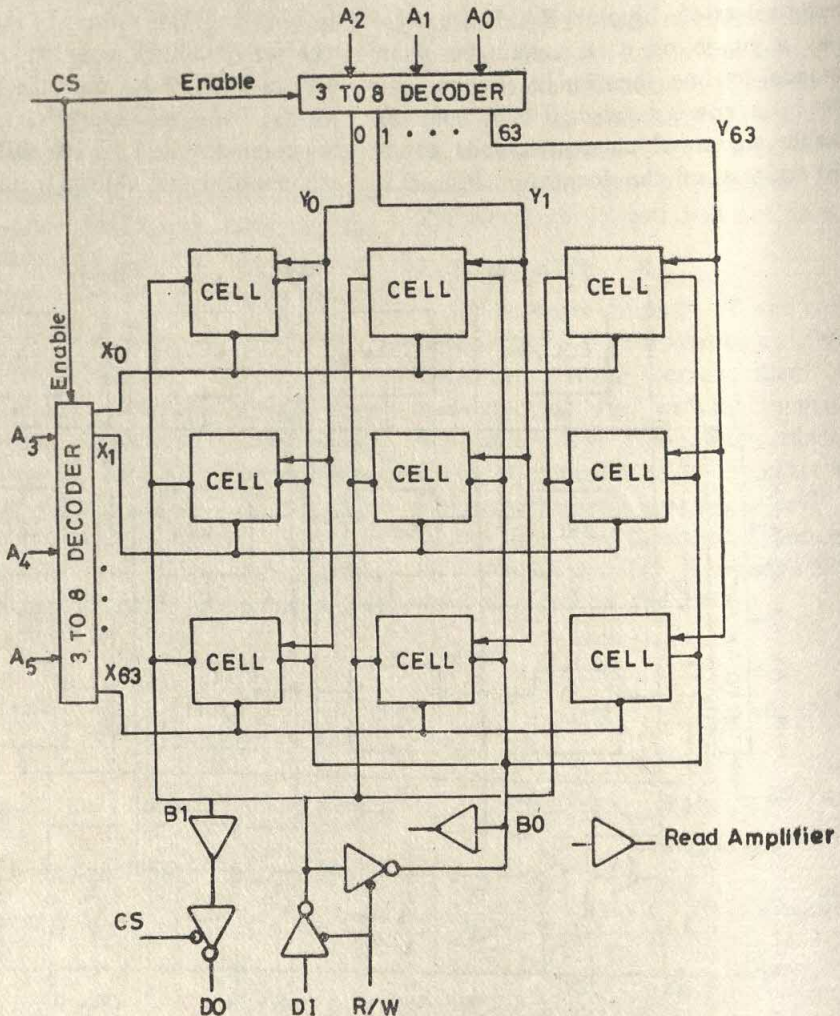 A2 A1 A0
CS Enable 3 TO 8 DECODER
0 1 • • • 63 Y63
Y0 Y1
CELL CELL CELL
Enable
X0
A3 X1
CELL CELL CELL
A4 3 TO 8 DECODER
A5 X63
CELL CELL CELL
B1 B0 Read Amplifier
CS
D0 D1 R/W